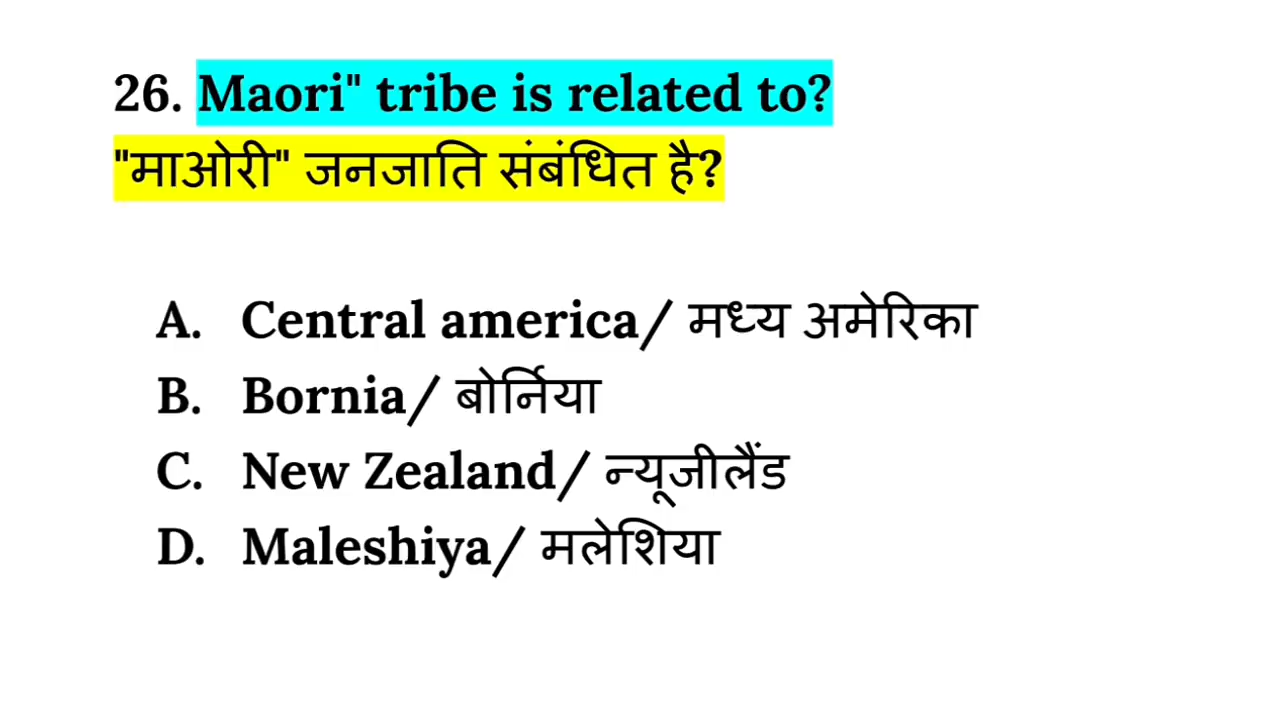 26. Maori" tribe is related to?
"माओरी" जनजाति संबंधित है?
A. Central america/ मध्य अमेरिका
B. Bornia/ बोर्निया
C. New Zealand/ न्यूजीलैंड
D. Maleshiya/ मलेशिया